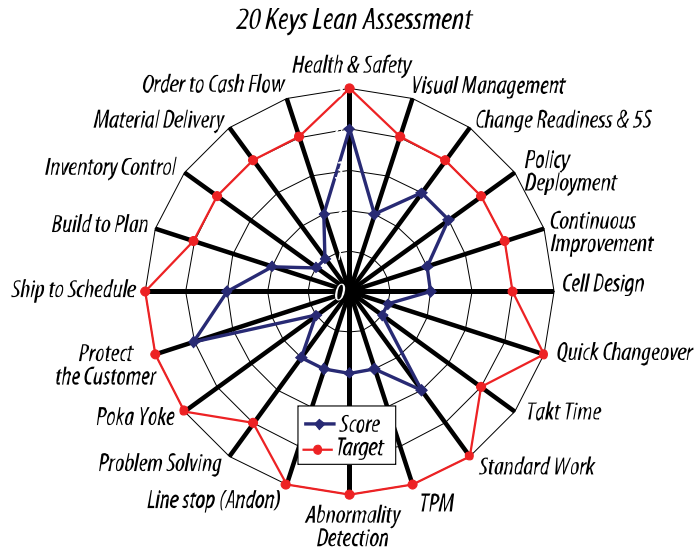 20 Keys Lean Assessment
Health & Safety
Order to Cash Flow
Visual Management
Material Delivery
Change Readiness & 5S
Inventory Control
Policy
Deployment
Build to Plan
Continuous
Improvement
Ship to Schedule
0
Cell Design
Protect
the Customer
Quick Changeover
Poka Yoke
Takt Time
Score
Target
Problem Solving
Standard Work
Line stop (Andon)
TPM
Abnormality
Detection